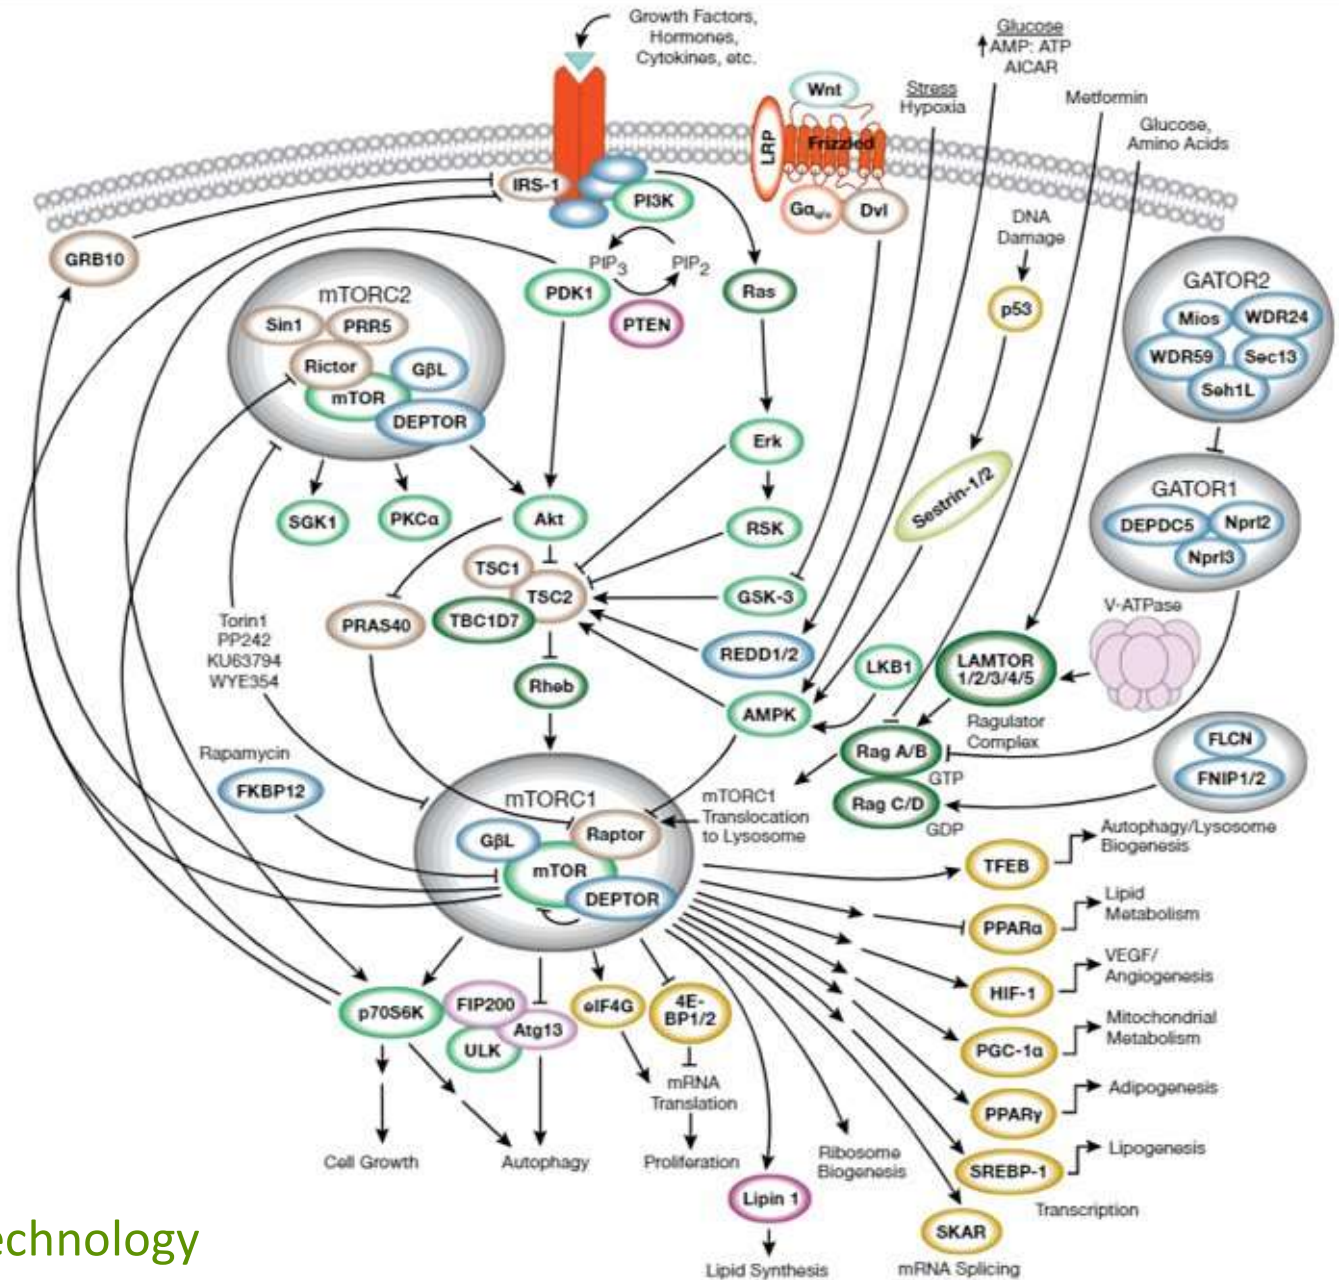 Growth Factors,
Hormones,
Cytokines, etc.
Glucose
AMP: ATP
AICAR
Wnt
Stress
Hypoxia
Metformin
Glucose,
Amino Acids
LRP
Frizzled
IRS-1
PI3K
Dvl
GRB10
PIP3
PIP2
DNA
Damage
PDK1
PTEN
Ras
p53
mTORC2
Sin1
PRR5
Rictor
GβL
mTOR
DEPTOR
GATOR2
Mios
WDR24
WDR59
Sec13
Seh1L
Erk
Sestrin-1/2
GATOR1
DEPDC5
Nprl2
Nprl3
SGK1
PKCα
Akt
RSK
TSC1
TSC2
TBC1D7
GSK-3
PRAS40
Torin1
PP242
KU63794
WYE354
REDD1/2
LKB1
LAMTOR
1/2/3/4/5
V-ATPase
Rheb
AMPK
Ragulator
Complex
Rag A/B
GTP
Rag C/D
GDP
FLCN
FNIP1/2
Rapamycin
FKBP12
mTORC1
GβL
Raptor
mTOR
DEPTOR
mTORC1
Translocation
to Lysosome
TFEB
Autophagy/Lysosome
Biogenesis
PPARα
Lipid
Metabolism
HIF-1
VEGF/
Angiogenesis
PGC-1α
Mitochondrial
Metabolism
PPARγ
Adipogenesis
SREBP-1
Lipogenesis
Transcription
p70S6K
FIP200
Atg13
ULK
eIF4G
4E-
BP1/2
mRNA
Translation
Cell Growth
Autophagy
Proliferation
Ribosome
Biogenesis
Lipin 1
Lipid Synthesis
SKAR
mRNA Splicing
echnology